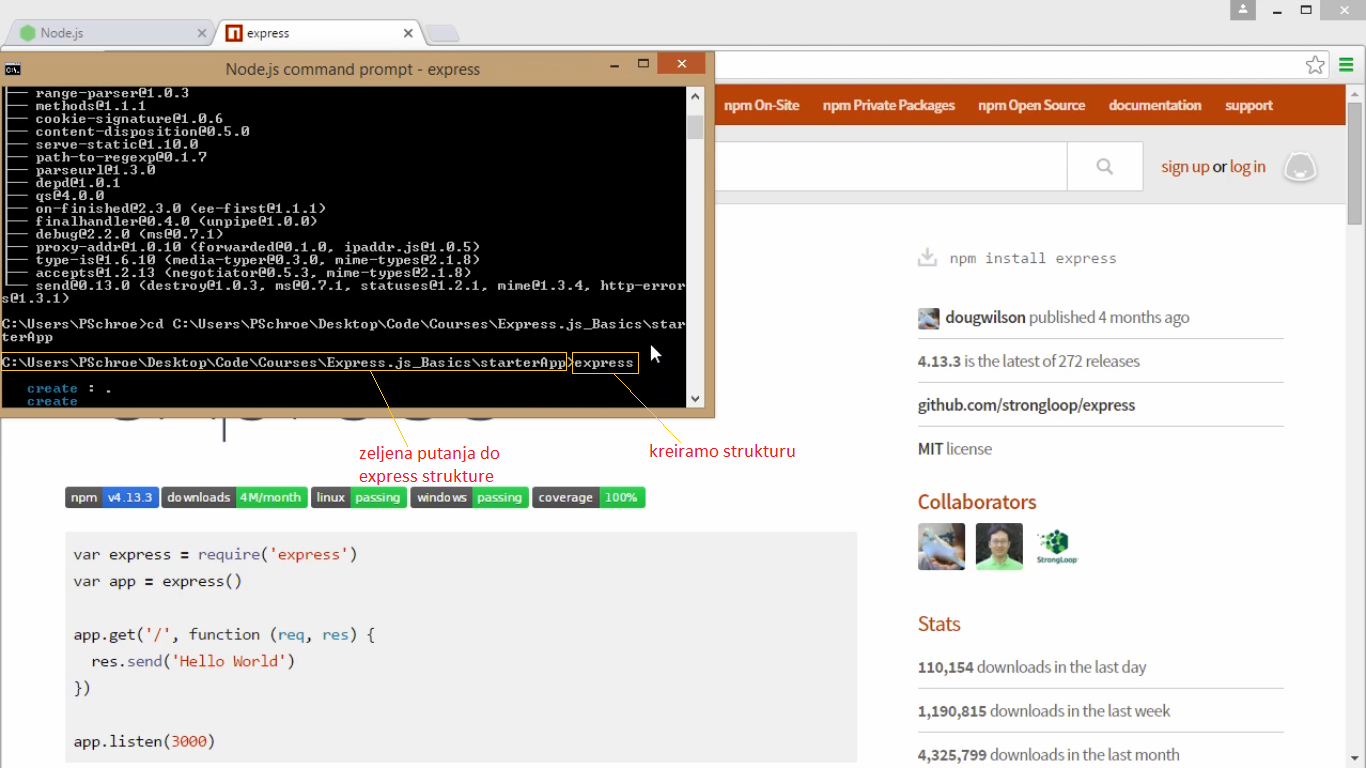 Node.js
express
Node.js command prompt - express
range-parser@1.0.3
methods@1.1.1
cookie-signature@1.0.6
content-disposition@0.5.0
serve-static@1.10.0
path-to-regexp@0.1.7
parseurl@1.3.0
depd@1.0.1
qs@4.0.0
on-finished@2.3.0 (ee-first@1.1.1)
finalhandler@0.4.0 (unpipe@1.0.0)
debug@2.2.0 (ms@0.7.1)
proxy-addr@1.0.10 (forwarded@0.1.0, ipaddr.js@1.0.5)
type-is@1.6.10 (media-typer@0.3.0, mime-types@2.1.8)
accepts@1.2.13 (negotiator@0.5.3, mime-types@2.1.8)
send@0.13.0 (destroy@1.0.3, ms@0.7.1, statuses@1.2.1, mime@1.3.4, http-error
s@1.3.1)
C:\Users\PSchroe>cd C:\Users\PSchroe\Desktop\Code\Courses\Express.js_Basics\star
terApp
C:\Users\PSchroe\Desktop\Code\Courses\Express.js_Basics\starterApp>express
create : .
create
zeljena putanja do
express strukture
kreiramo strukturu
npm On-Site npm Private Packages npm Open Source documentation support
sign up or log in
npm v4.13.3 downloads 4M/month linux passing windows passing coverage 100%
var express = require('express')
var app = express()
app.get('/', function (req, res) {
res.send('Hello World')
})
app.listen(3000)
npm install express
dougwilson published 4 months ago
4.13.3 is the latest of 272 releases
github.com/strongloop/express
MIT license
Collaborators
StrongLoop
Stats
110,154 downloads in the last day
1,190,815 downloads in the last week
4,325,799 downloads in the last month